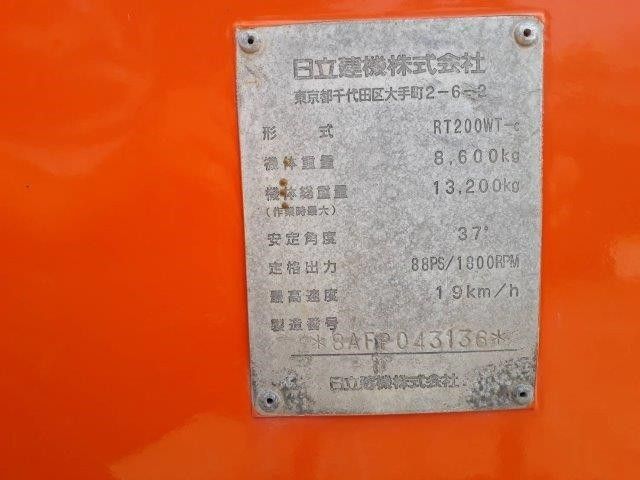 日立建機株式会社
東京都千代田区大手町2-6-2
形 式 RT200WT-c
機体重量 8,600kg
機体総重量 13,200kg
(作業時最大)
安定角度 37°
定格出力 88PS/1800RPM
最高速度 19km/h
製造番号
*8AFP043136*
日立建機株式会社